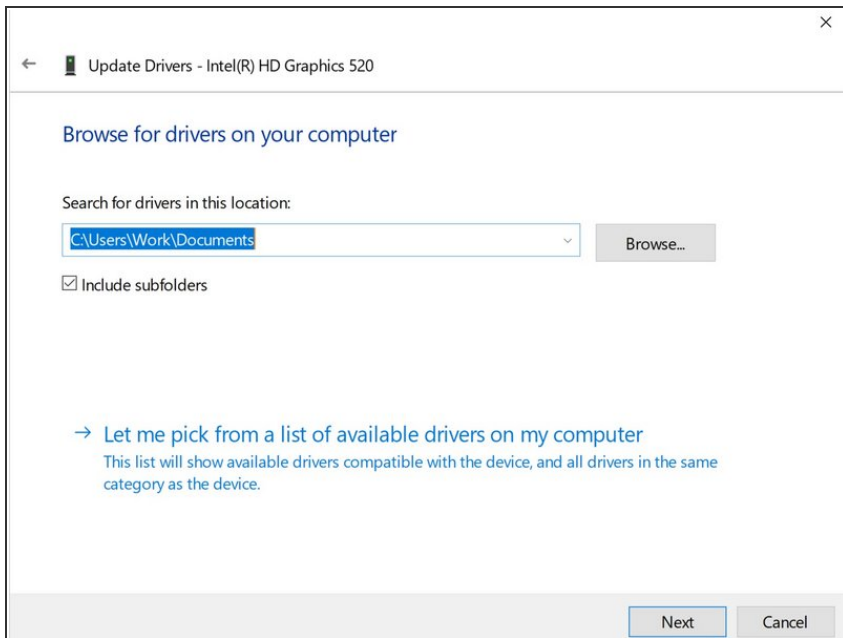 Update Drivers - Intel(R) HD Graphics 520
Browse for drivers on your computer
Search for drivers in this location:
C:\Users\Work\Documents
Browse...
Include subfolders
Let me pick from a list of available drivers on my computer
This list will show available drivers compatible with the device, and all drivers in the same
category as the device.
Next
Cancel